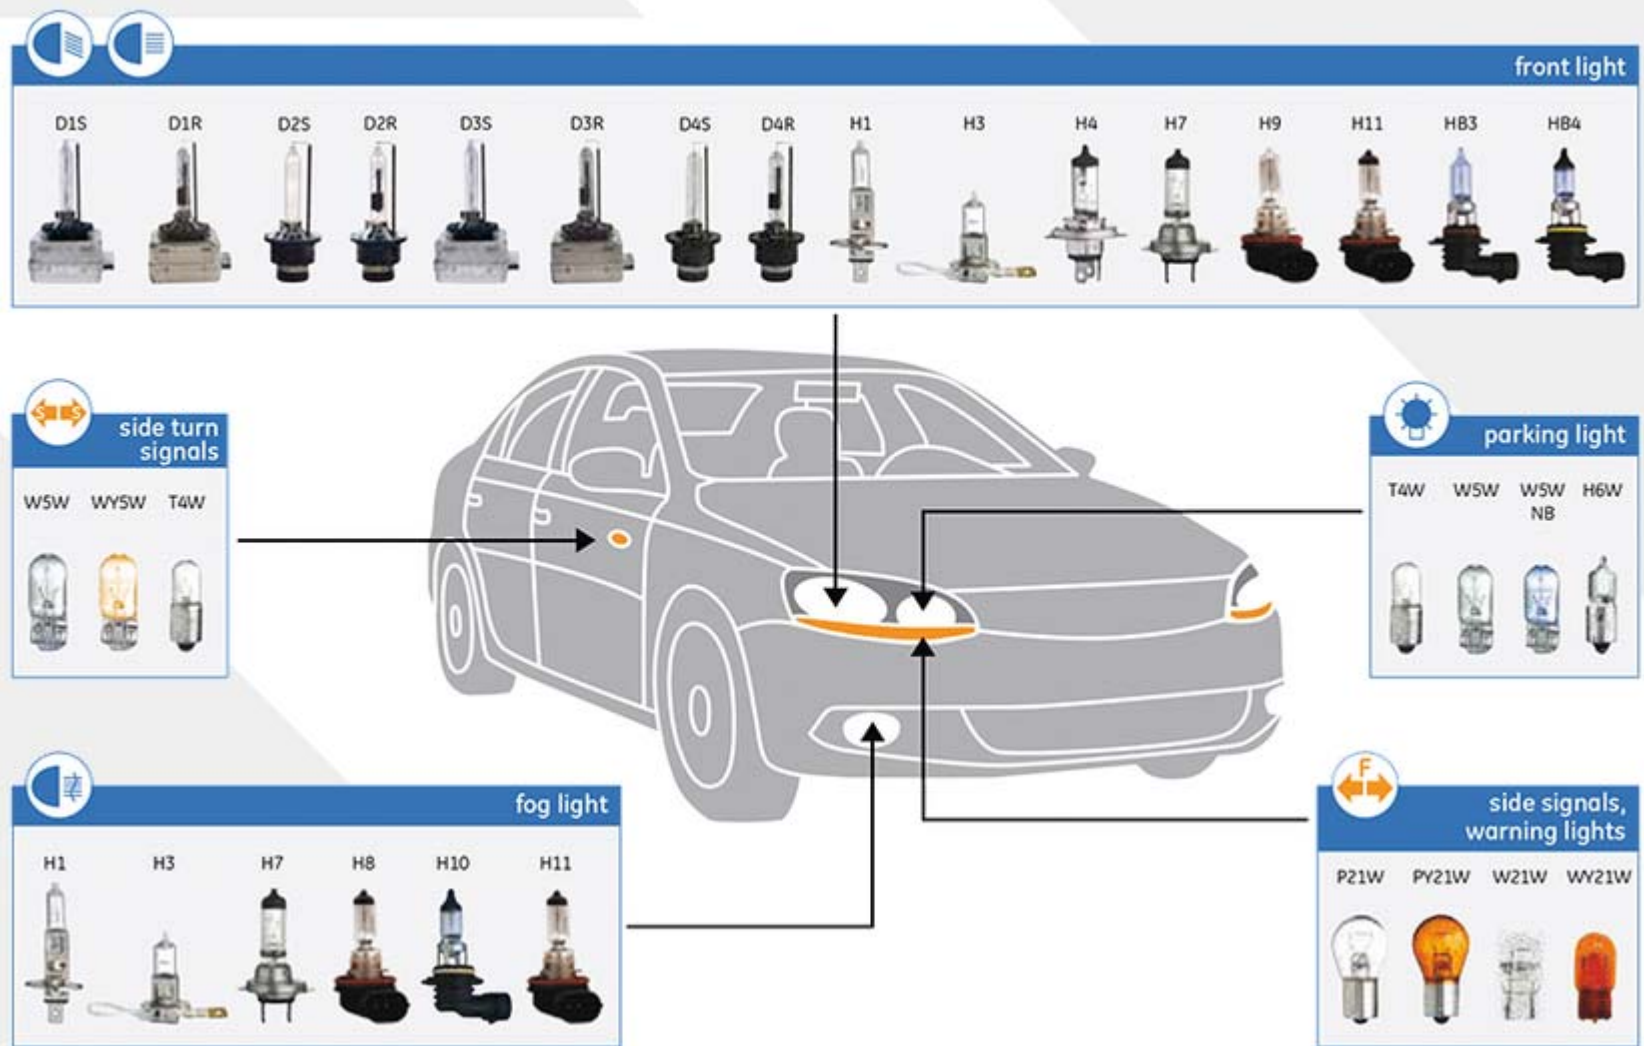 front light
D1S D1R D2S D2R D3S D3R D4S D4R H1 H3 H4 H7 H9 H11 HB3 HB4
S S
side turn
signals
W5W WY5W T4W
parking light
T4W W5W W5W NB H6W
fog light
H1 H3 H7 H8 H10 H11
F
side signals,
warning lights
P21W PY21W W21W WY21W